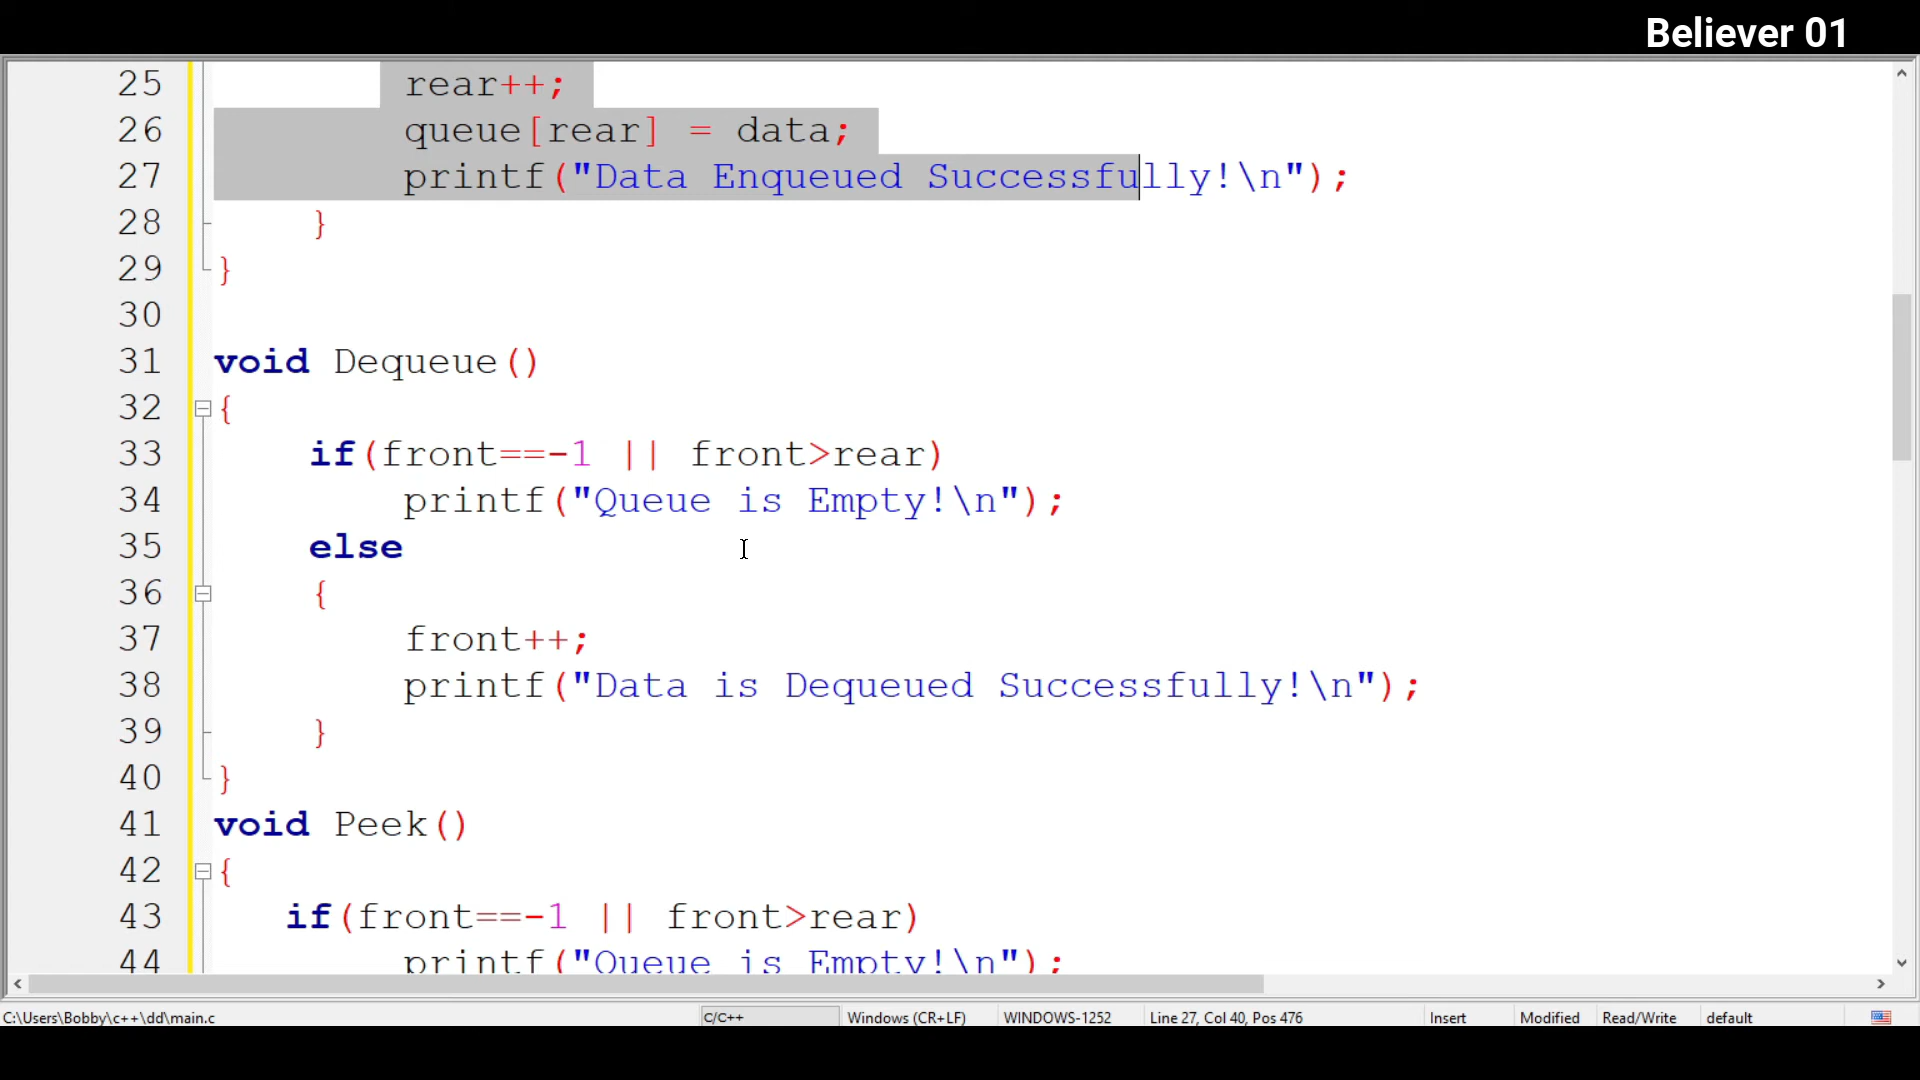 Believer 01
25 rear++;
26 queue[rear] = data;
27 printf("Data Enqueued Successfully!\n");
28 }
29 }
30
31 void Dequeue()
32 {
33 if(front==-1 || front>rear)
34 printf("Queue is Empty!\n");
35 else
36 {
37 front++;
38 printf("Data is Dequeued Successfully!\n");
39 }
40 }
41 void Peek()
42 {
43 if(front==-1 || front>rear)
44 printf("Queue is Empty!\n");
C:\Users\Bobby\c++\dd\main.c C/C++ Windows (CR+LF) WINDOWS-1252 Line 27, Col 40, Pos 476 Insert Modified Read/Write default